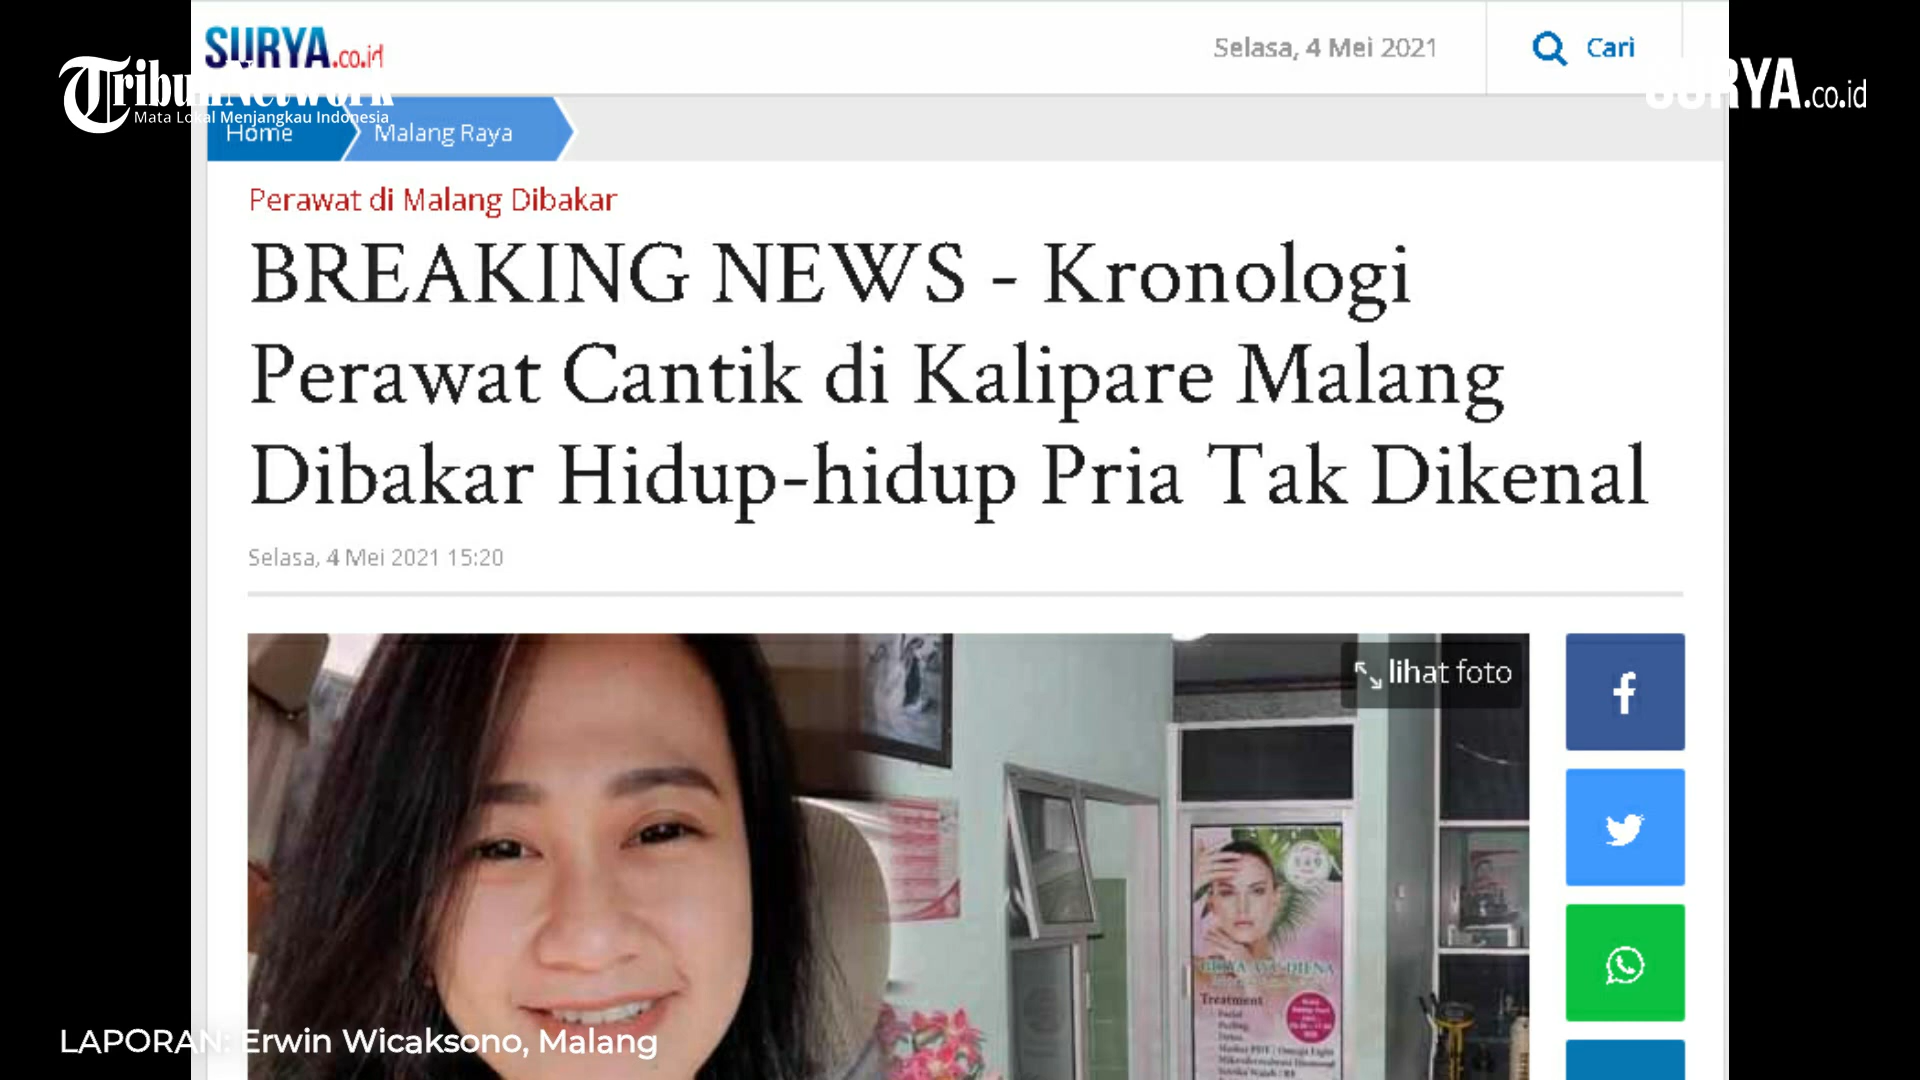 SURYA.co.id
Selasa, 4 Mei 2021
Cari
TribunNetwork
Mata Lokal Menjangkau Indonesia
SURYA.co.id
Home
Malang Raya
Perawat di Malang Dibakar
BREAKING NEWS - Kronologi
Perawat Cantik di Kalipare Malang
Dibakar Hidup-hidup Pria Tak Dikenal
Selasa, 4 Mei 2021 15:20
lihat foto
Treatment
Facial
Peeling
LAPORAN: Erwin Wicaksono, Malang